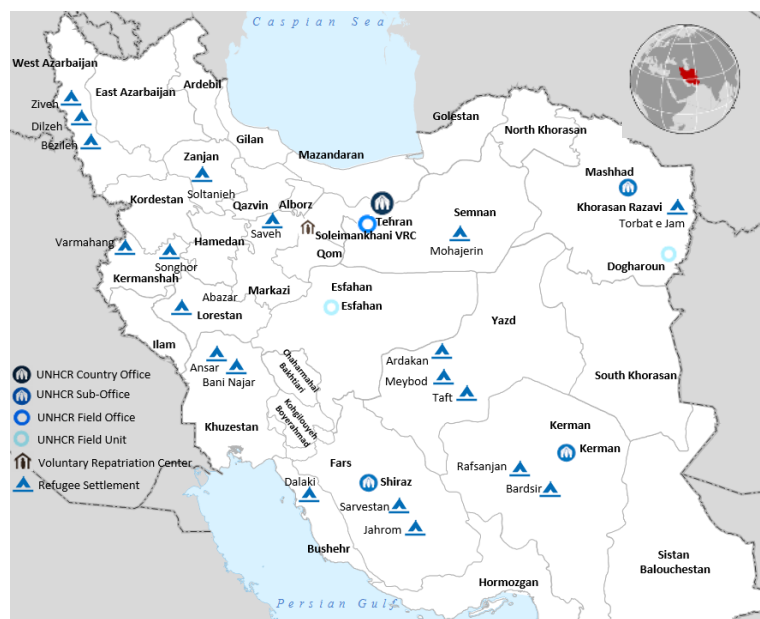 Caspian Sea
West Azarbaijan
East Azarbaijan
Ardebil
Ziveh
Dilzeh
Bezileh
Gilan
Golestan
North Khorasan
Mazandaran
Zanjan
Soltanieh
Mashhad
Kordestan
Qazvin
Alborz
Khorasan Razavi
Semnan
Tehran
Torbat e Jam
Saveh
Soleimankhani VRC
Varmahang
Hamedan
Mohajerin
Songhor
Qom
Dogharoun
Kermanshah
Esfahan
Markazi
Abazar
Esfahan
Lorestan
Yazd
Ilam
Ardakan
Ansar
Bani Najar
Chaharmahal
Bakhtiari
Meybod
South Khorasan
Taft
UNHCR Country Office
UNHCR Sub-Office
UNHCR Field Office
UNHCR Field Unit
Voluntary Repatriation Center
Refugee Settlement
Kohgilouyeh
Boyerahmad
Khuzestan
Kerman
Kerman
Fars
Rafsanjan
Dalaki
Shiraz
Bardsir
Sarvestan
Jahrom
Bushehr
Sistan
Balouchestan
Hormozgan
Persian Gulf